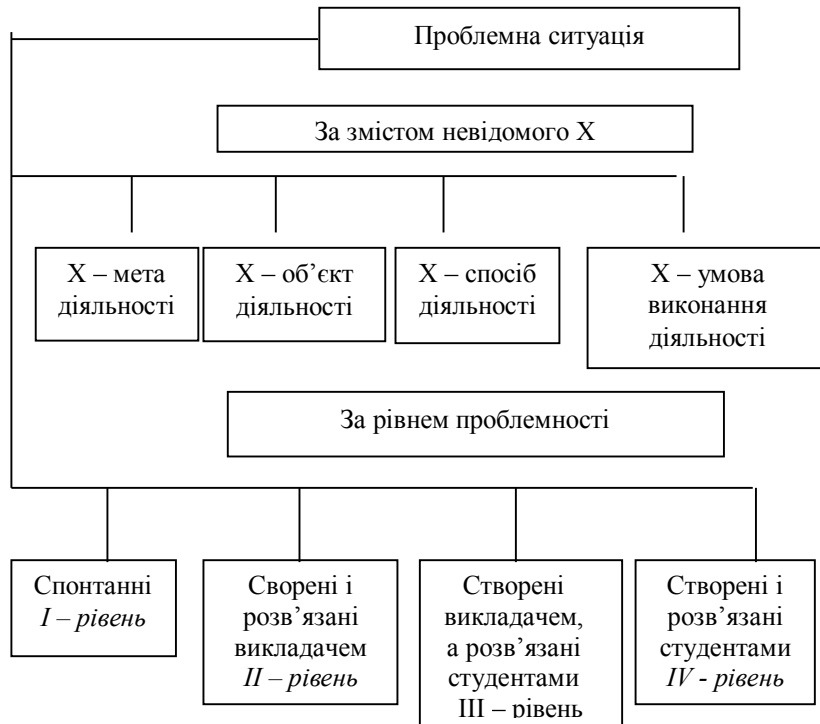 Проблемна ситуація
За змістом невідомого X
X – мета
діяльності
X – об’єкт
діяльності
X – спосіб
діяльності
X – умова
виконання
діяльності
За рівнем проблемності
Спонтанні
I – рівень
Сворені і
розв’язані
викладачем
II – рівень
Створені
викладачем,
а розв’язані
студентами
III – рівень
Створені і
розв’язані
студентами
IV - рівень